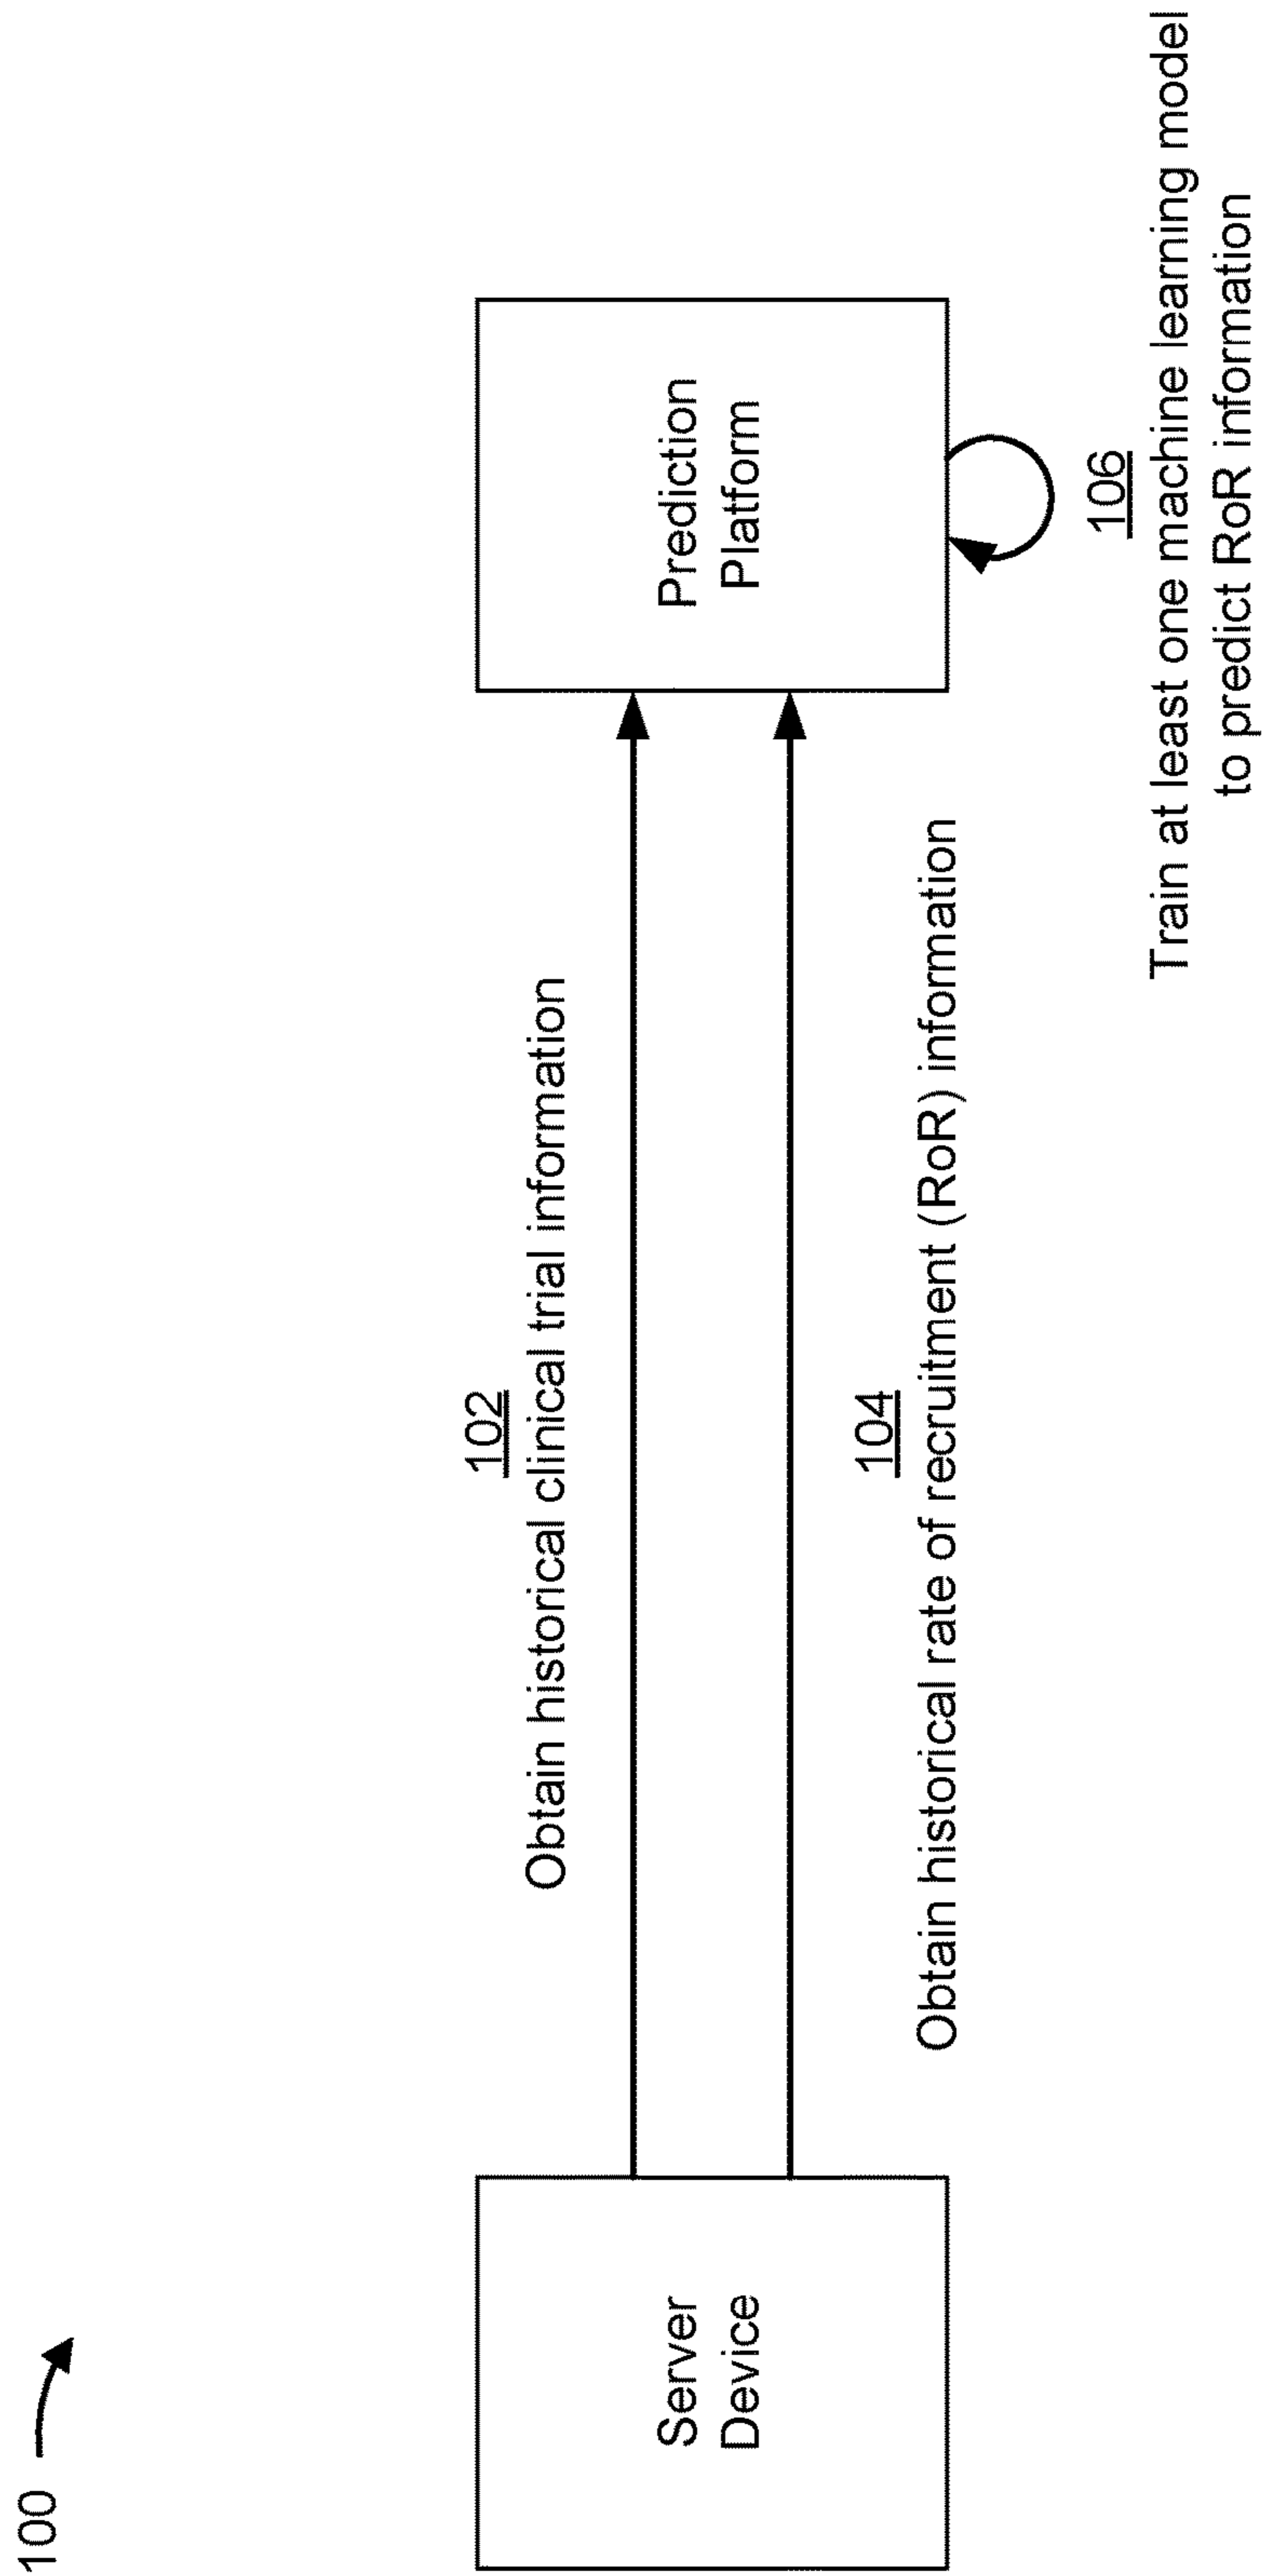 100
102
Obtain historical clinical trial information
Server
Device
Prediction
Platform
104
Obtain historical rate of recruitment (RoR) information
106
Train at least one machine learning model
to predict RoR information